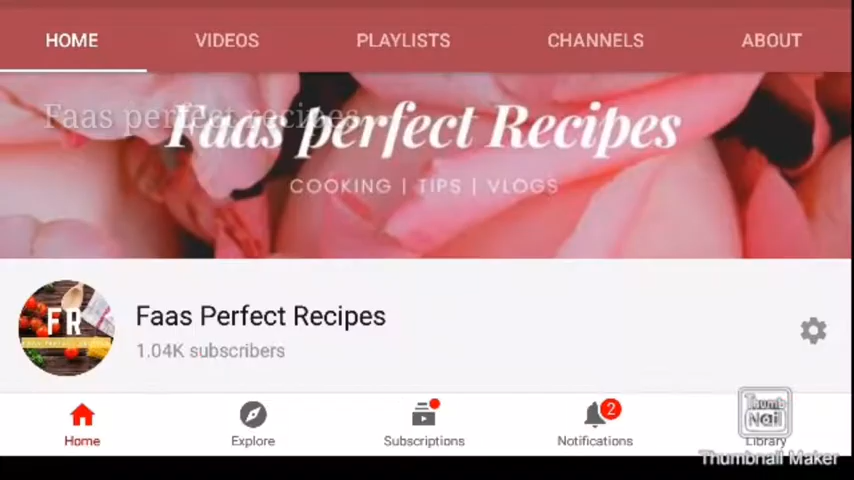 HOME VIDEOS PLAYLISTS CHANNELS ABOUT
Faas perfect recipes
Faas perfect Recipes
COOKING | TIPS | VLOGS
FR
Faas Perfect Recipes
1.04K subscribers
2
Thumb
Nail
Home Explore Subscriptions Notifications Library
Thumbnail Maker